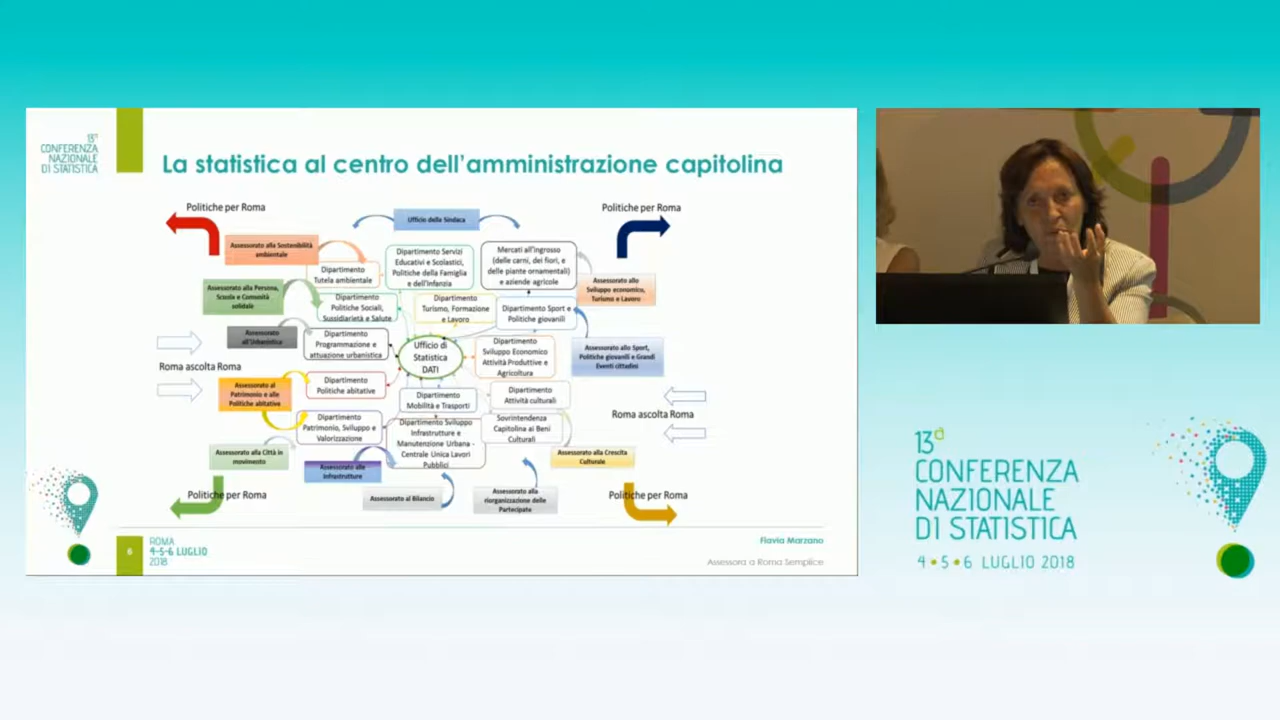 13a
CONFERENZA
NAZIONALE
DI STATISTICA
La statistica al centro dell'amministrazione capitolina
Politiche per Roma
Ufficio della Sindaca
Politiche per Roma
Assessorato alla Sostenibilità
ambientale
Dipartimento
Tutela ambientale
Dipartimento Servizi
Educativi e Scolastici,
Politiche della Famiglia
e dell'Infanzia
Mercati all'ingrosso
(delle carni, dei fiori, e
delle piante ornamentali)
e aziende agricole
Assessorato allo
Sviluppo economico,
Turismo e Lavoro
Assessorato alla Persona,
Scuola e Comunità
solidale
Dipartimento
Politiche Sociali,
Sussidiarietà e Salute
Dipartimento
Turismo, Formazione
e Lavoro
Dipartimento Sport e
Politiche giovanili
Assessorato
all'Urbanistica
Dipartimento
Programmazione e
attuazione urbanistica
Ufficio di
Statistica
DATI
Dipartimento
Sviluppo Economico
Attività Produttive e
Agricoltura
Assessorato allo Sport,
Politiche giovanili e Grandi
Eventi cittadini
Roma ascolta Roma
Assessorato al
Patrimonio e alle
Politiche abitative
Dipartimento
Politiche abitative
Dipartimento
Mobilità e Trasporti
Dipartimento
Attività culturali
Roma ascolta Roma
Dipartimento
Patrimonio, Sviluppo e
Valorizzazione
Dipartimento Sviluppo
Infrastrutture e
Manutenzione Urbana -
Centrale Unica Lavori
Pubblici
Sovrintendenza
Capitolina ai Beni
Culturali
Assessorato alla Città in
movimento
Assessorato alle
Infrastrutture
Assessorato alla Crescita
Culturale
Politiche per Roma
Assessorato al Bilancio
Assessorato alla
riorganizzazione delle
Partecipate
Politiche per Roma
6
ROMA
4-5-6 LUGLIO
2018
Flavia Marzano
Assessora a Roma Semplice
13a
CONFERENZA
NAZIONALE
DI STATISTICA
4•5•6 LUGLIO 2018